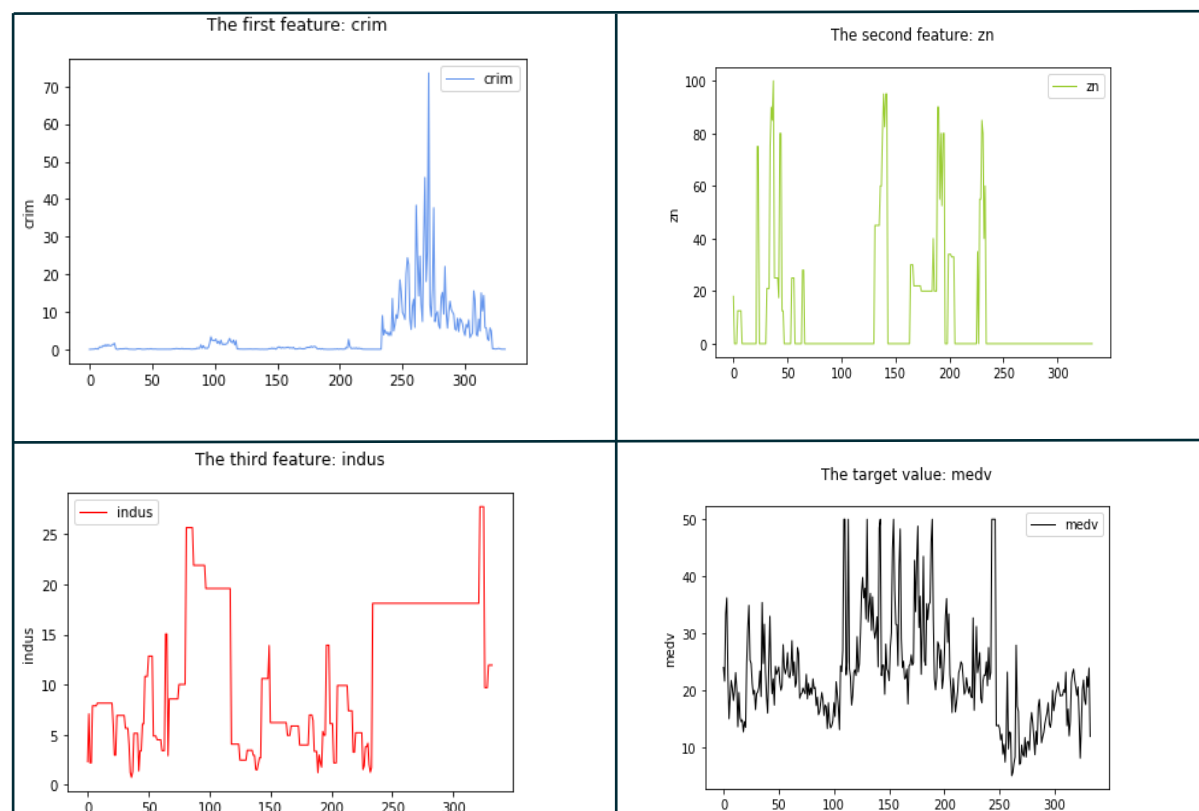 The first feature: crim
crim
70
60
50
40
30
20
10
0
crim
0 50 100 150 200 250 300
The second feature: zn
zn
100
80
60
40
20
0
zn
0 50 100 150 200 250 300
The third feature: indus
indus
25
20
15
10
5
0
indus
0 50 100 150 200 250 300
The target value: medv
medv
50
40
30
20
10
medv
0 50 100 150 200 250 300